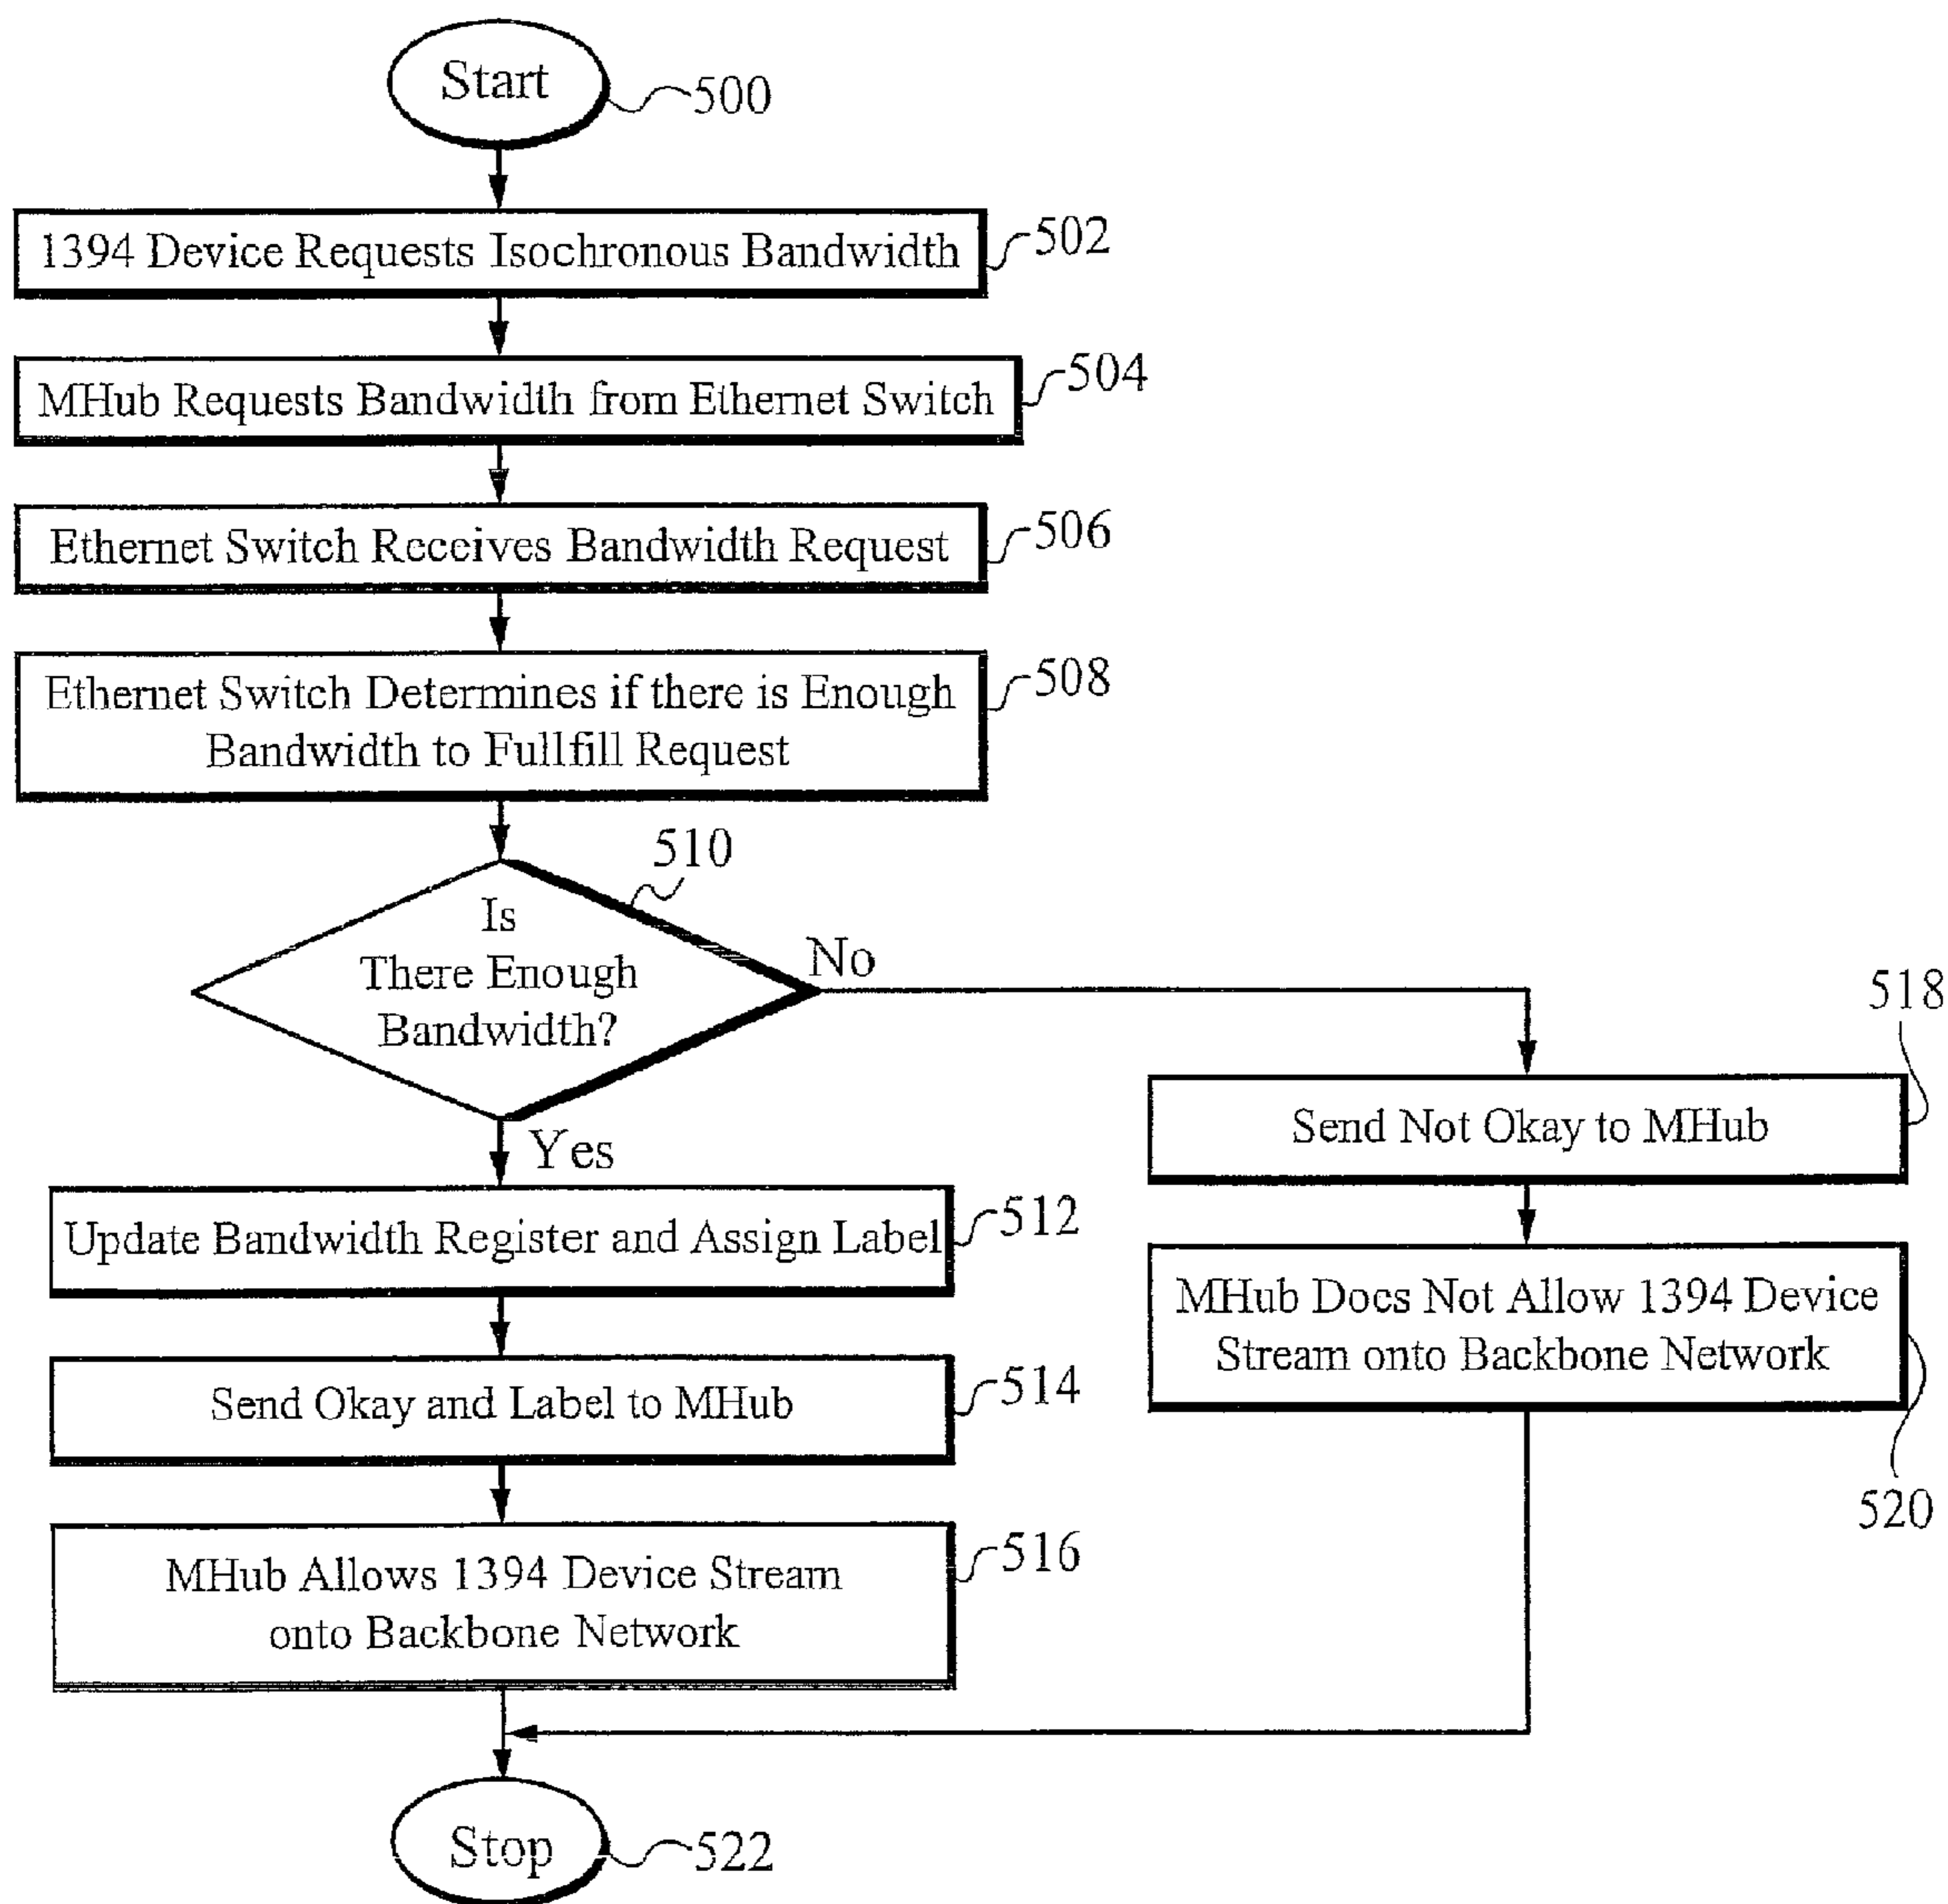 Start
500
1394 Device Requests Isochronous Bandwidth
502
MHub Requests Bandwidth from Ethernet Switch
504
Ethernet Switch Receives Bandwidth Request
506
Ethernet Switch Determines if there is Enough
Bandwidth to Fullfill Request
508
510
Is
There Enough
Bandwidth?
No
Yes
Update Bandwidth Register and Assign Label
512
Send Okay and Label to MHub
514
MHub Allows 1394 Device Stream
onto Backbone Network
516
518
Send Not Okay to MHub
MHub Does Not Allow 1394 Device
Stream onto Backbone Network
520
Stop
522